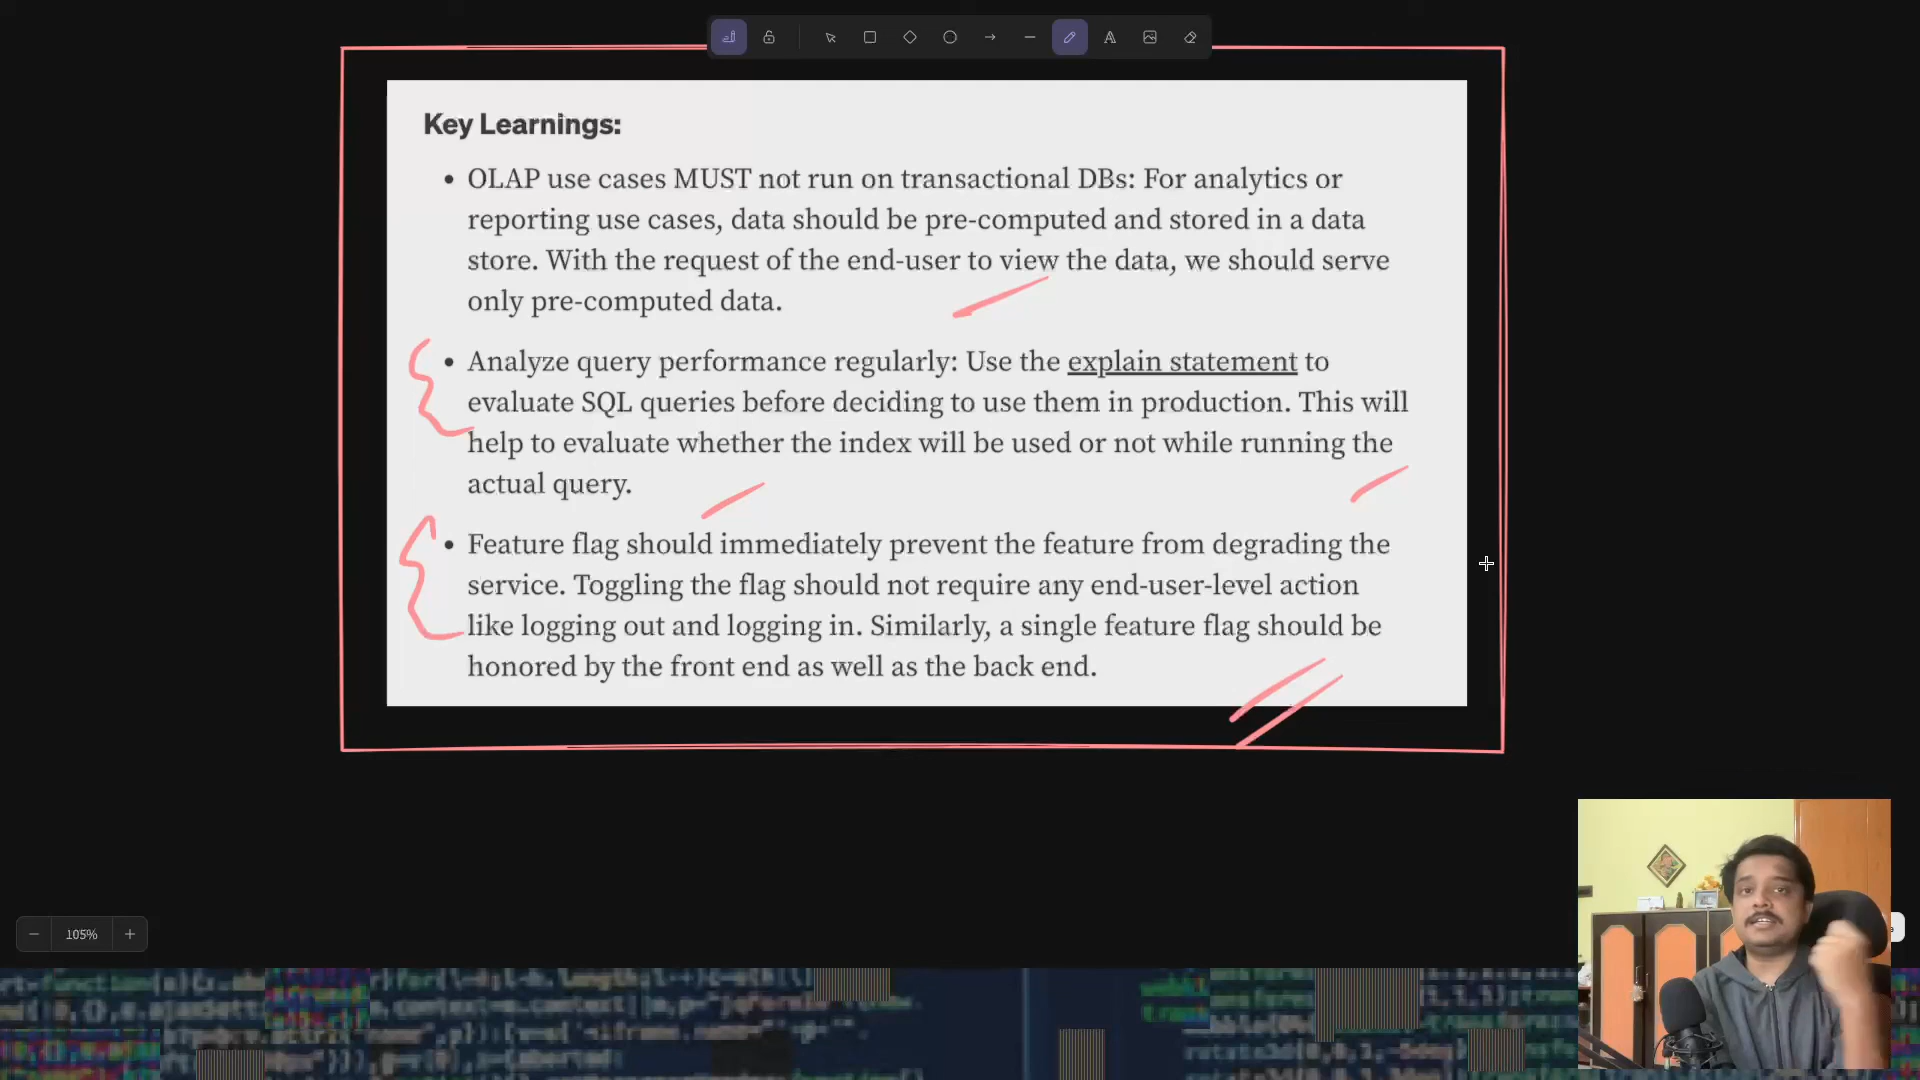 Key Learnings:
• OLAP use cases MUST not run on transactional DBs: For analytics or
reporting use cases, data should be pre-computed and stored in a data
store. With the request of the end-user to view the data, we should serve
only pre-computed data.
• Analyze query performance regularly: Use the explain statement to
evaluate SQL queries before deciding to use them in production. This will
help to evaluate whether the index will be used or not while running the
actual query.
• Feature flag should immediately prevent the feature from degrading the
service. Toggling the flag should not require any end-user-level action
like logging out and logging in. Similarly, a single feature flag should be
honored by the front end as well as the back end.
105%